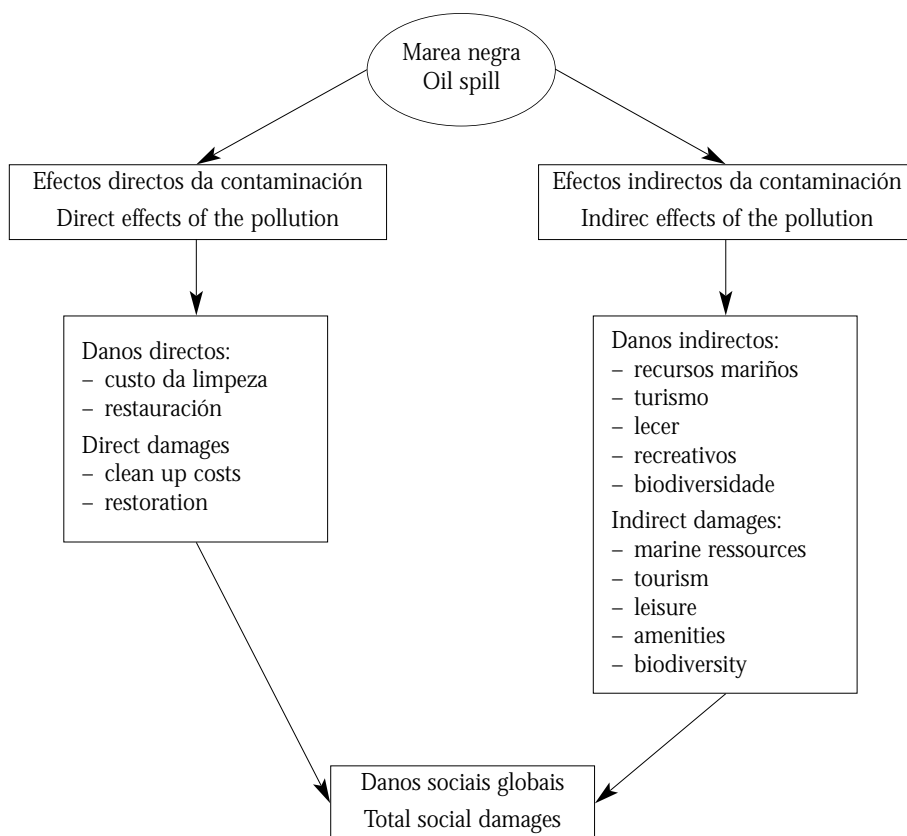 Marea negra
Oil spill
Efectos directos da contaminación
Direct effects of the pollution
Efectos indirectos da contaminación
Indirec effects of the pollution
Danos directos:
– custo da limpeza
– restauración
Direct damages
– clean up costs
– restoration
Danos indirectos:
– recursos mariños
– turismo
– lecer
– recreativos
– biodiversidade
Indirect damages:
– marine ressources
– tourism
– leisure
– amenities
– biodiversity
Danos sociais globais
Total social damages